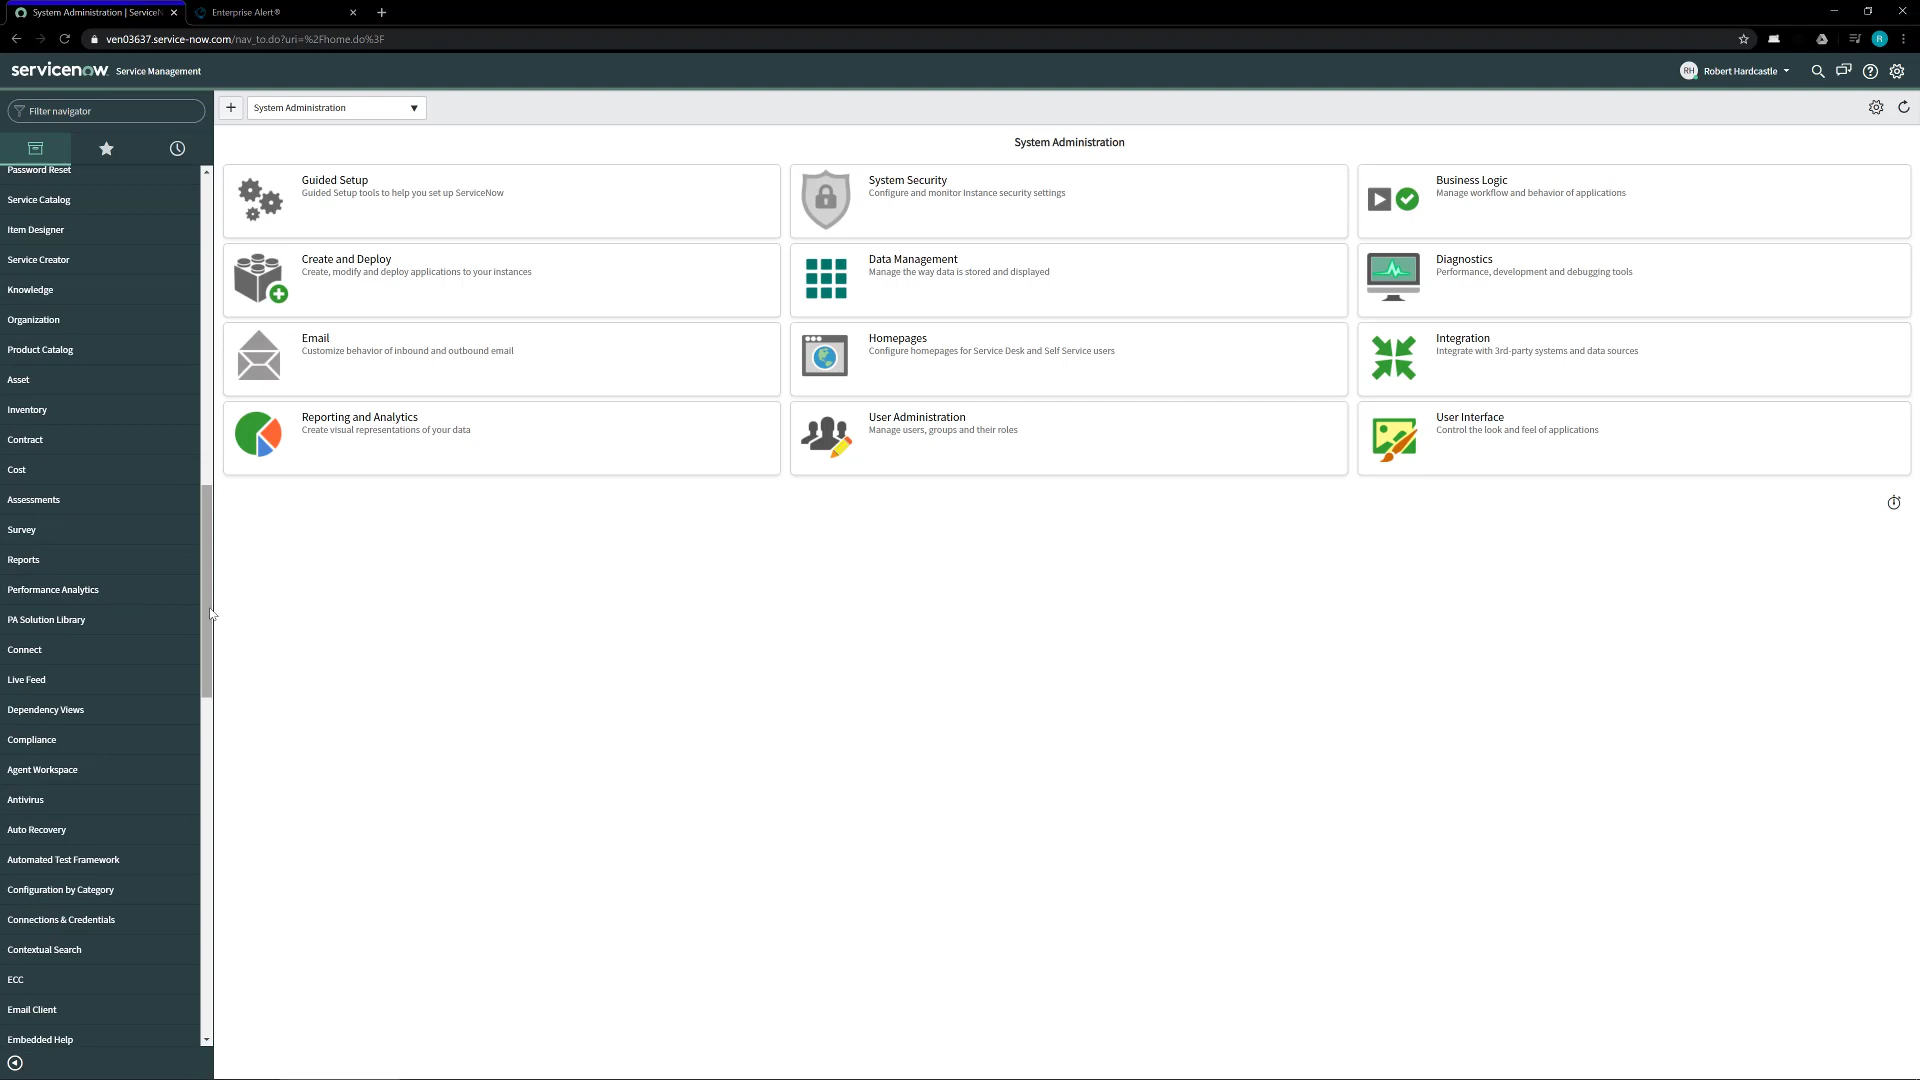 System Administration | ServiceN
Enterprise Alert®
ven03637.service-now.com/nav_to.do?uri=%2Fhome.do%3F
R
servicenow Service Management
RH Robert Hardcastle
Filter navigator
System Administration
System Administration
Password Reset
Service Catalog
Item Designer
Service Creator
Knowledge
Organization
Product Catalog
Asset
Inventory
Contract
Cost
Assessments
Survey
Reports
Performance Analytics
PA Solution Library
Connect
Live Feed
Dependency Views
Compliance
Agent Workspace
Antivirus
Auto Recovery
Automated Test Framework
Configuration by Category
Connections & Credentials
Contextual Search
ECC
Email Client
Embedded Help
Guided Setup
Guided Setup tools to help you set up ServiceNow
System Security
Configure and monitor Instance security settings
Business Logic
Manage workflow and behavior of applications
Create and Deploy
Create, modify and deploy applications to your instances
Data Management
Manage the way data is stored and displayed
Diagnostics
Performance, development and debugging tools
Email
Customize behavior of inbound and outbound email
Homepages
Configure homepages for Service Desk and Self Service users
Integration
Integrate with 3rd-party systems and data sources
Reporting and Analytics
Create visual representations of your data
User Administration
Manage users, groups and their roles
User Interface
Control the look and feel of applications